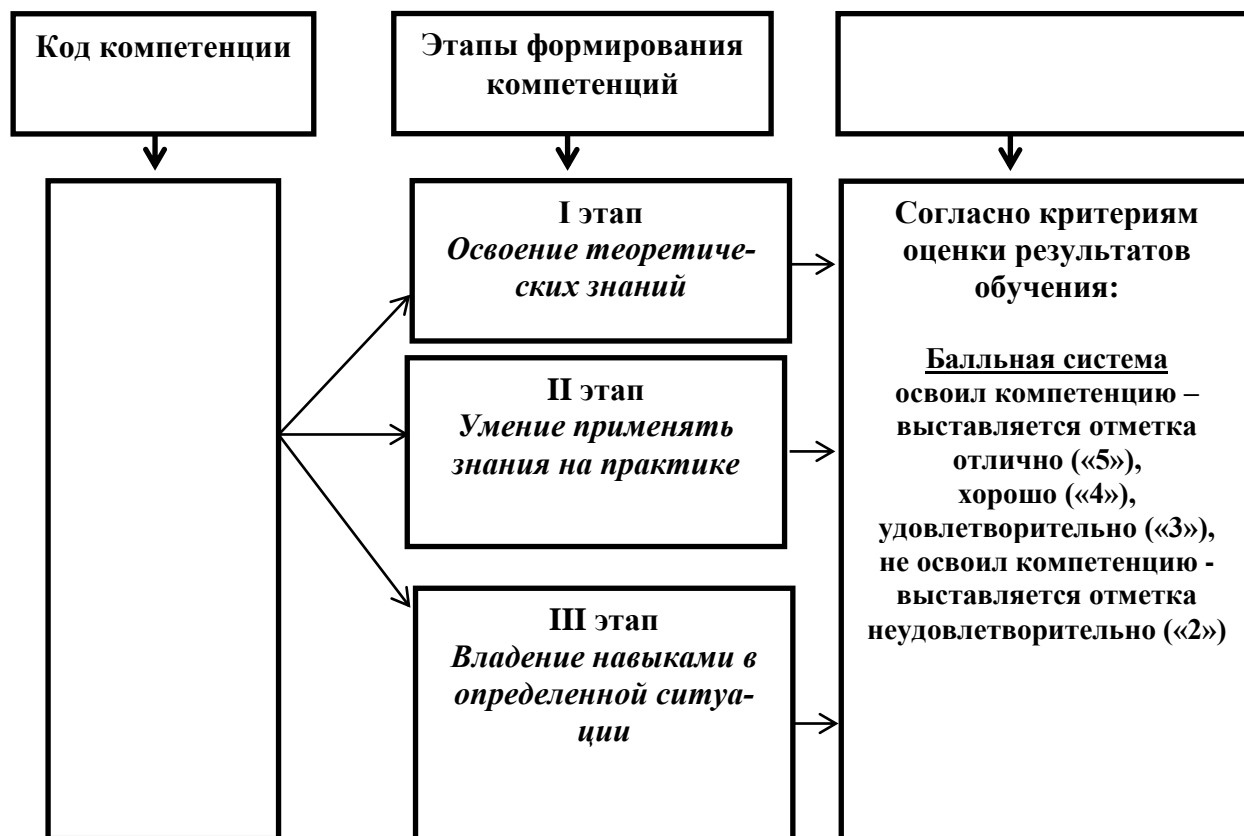 Код компетенции
Этапы формирования
компетенций
I этап
Освоение теоретиче-
ских знаний
II этап
Умение применять
знания на практике
III этап
Владение навыками в
определенной ситуа-
ции
Согласно критериям
оценки результатов
обучения:
Балльная система
освоил компетенцию –
выставляется отметка
отлично («5»),
хорошо («4»),
удовлетворительно («3»),
не освоил компетенцию -
выставляется отметка
неудовлетворительно («2»)